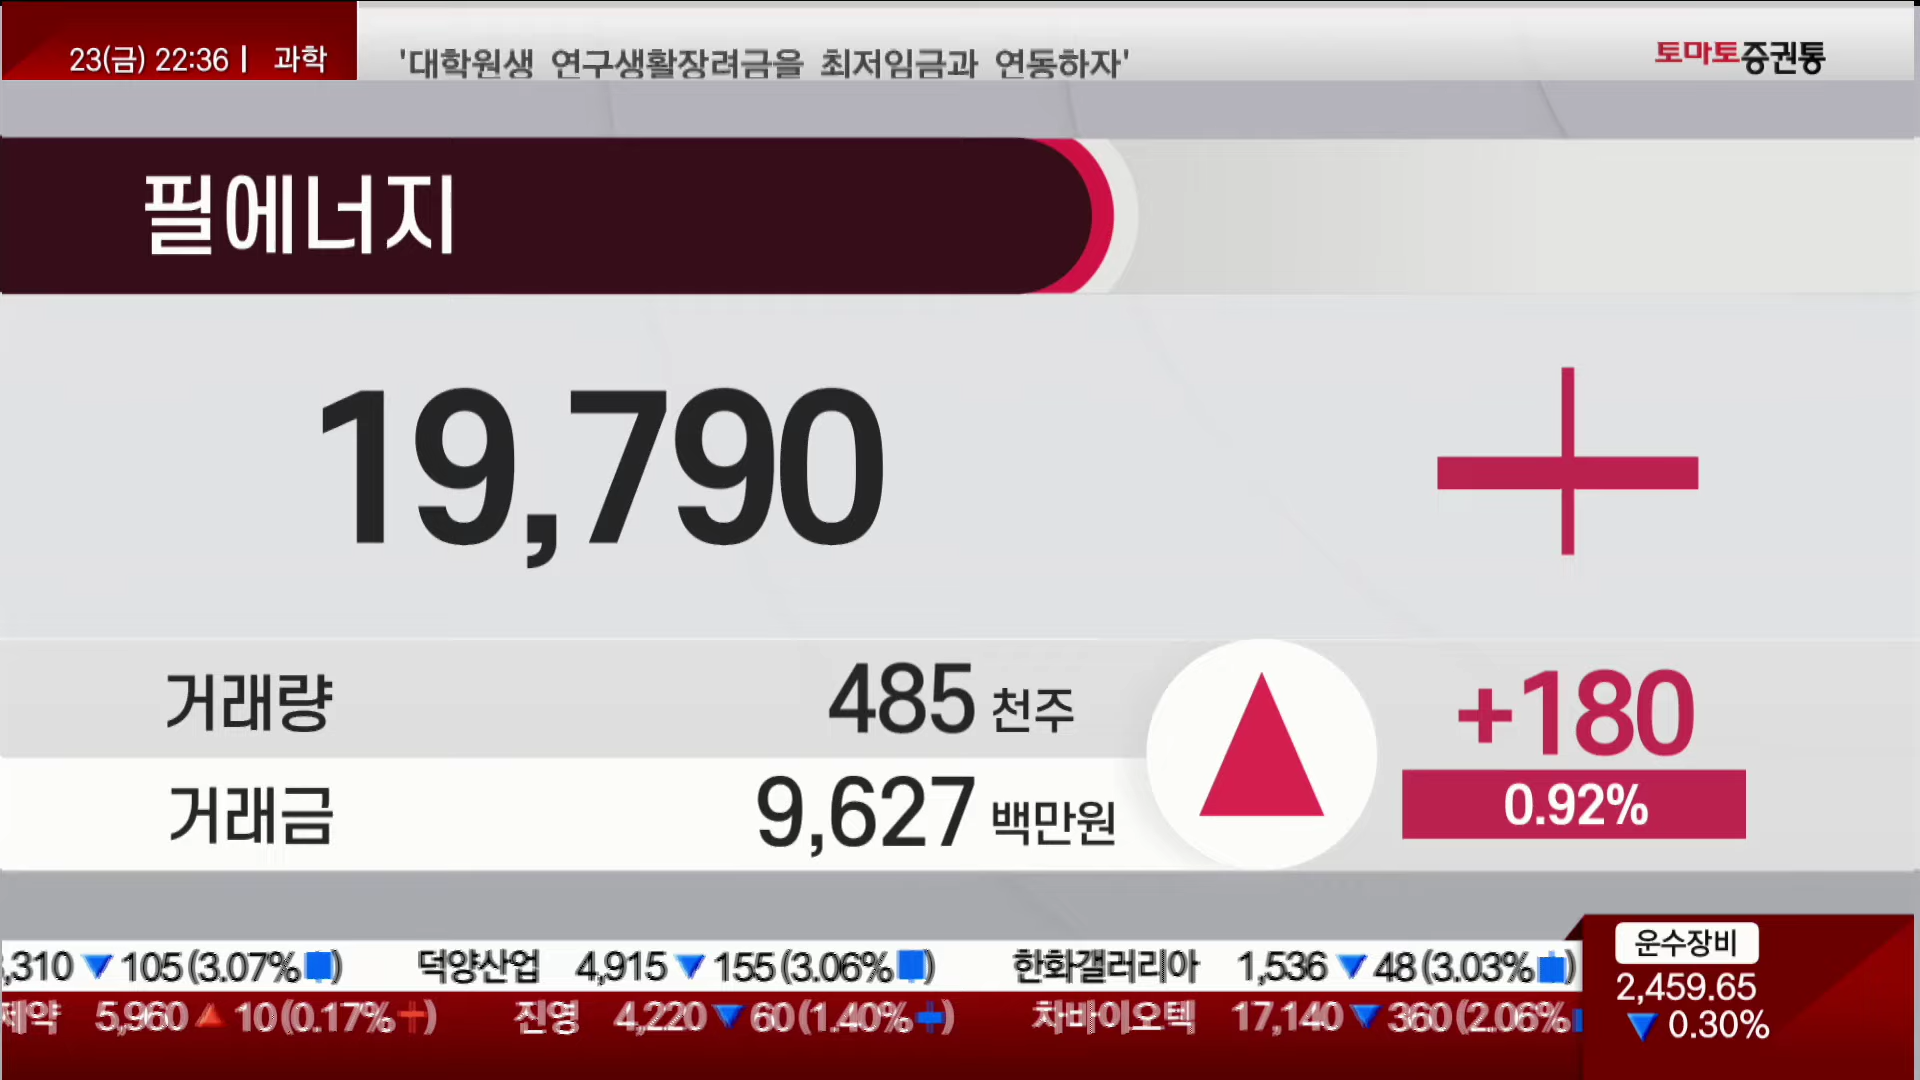 23(금) 22:36 | 과학
'대학원생 연구생활장려금을 최저임금과 연동하자'
토마토증권통
필에너지
19,790
거래량 485 천주
+180
거래금 9,627 백만원
0.92%
,310 ▼ 105 (3.07%) 덕양산업 4,915 ▼ 155 (3.06%) 한화갤러리아 1,536 ▼ 48 (3.03%)
제약 5,960 ▲ 10 (0.17%) 진영 4,220 ▼ 60 (1.40%) 차바이오텍 17,140 ▼ 360 (2.06%
운수장비
2,459.65
▼ 0.30%